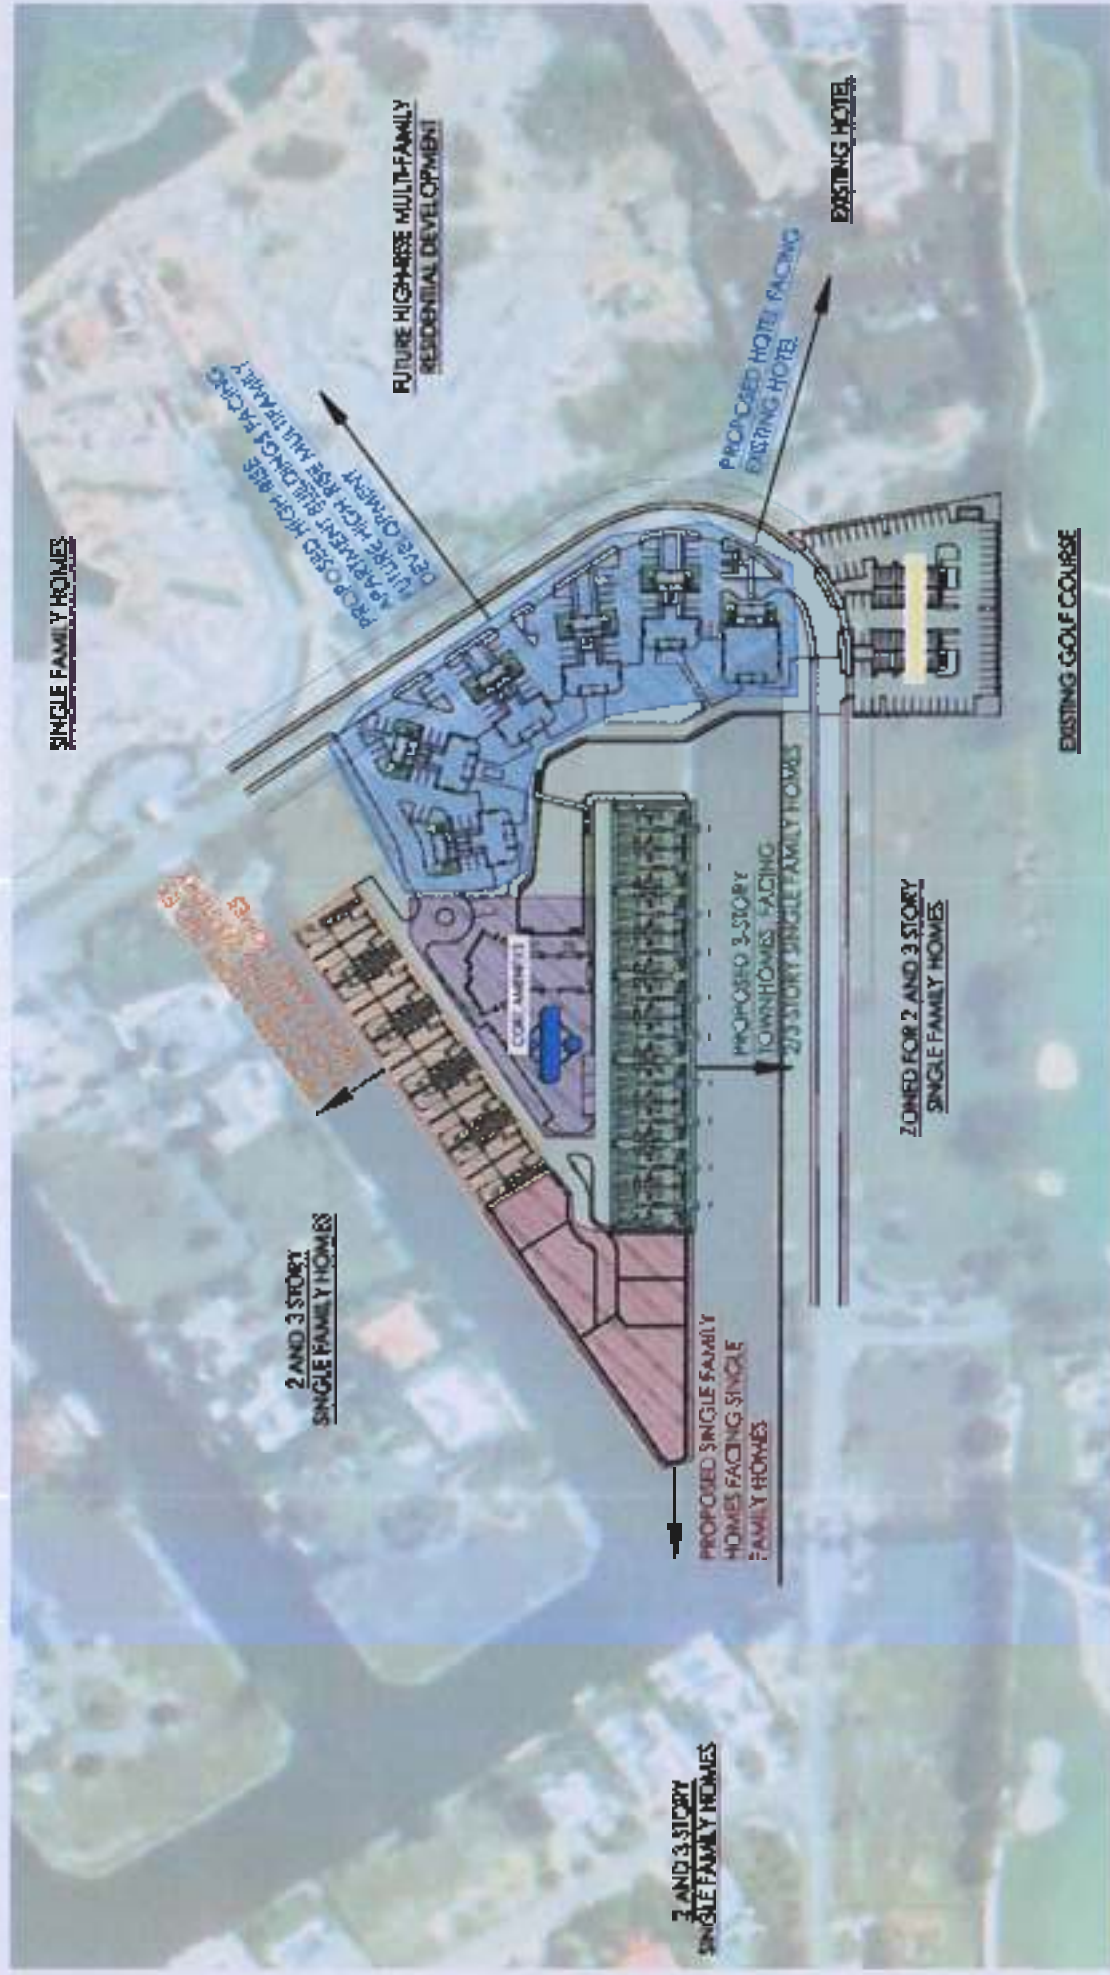 SINGLE FAMILY HOMES
FUTURE HIGH-RISE MULTI-FAMILY
RESIDENTIAL DEVELOPMENT
EXISTING HOTEL
PROPOSED HIGH RISE
APARTMENT BUILDINGS FACING
FUTURE HIGH RISE MULTIFAMILY
DEVELOPMENT
PROPOSED HOTEL FACING
EXISTING HOTEL
EXISTING GOLF COURSE
2 AND 3 STORY
SINGLE FAMILY HOMES
PROPOSED 3-STORY
TOWNHOMES FACING
2/3 STORY SINGLE FAMILY HOMES
ZONED FOR 2 AND 3 STORY
SINGLE FAMILY HOMES
PROPOSED SINGLE FAMILY
HOMES FACING SINGLE
FAMILY HOMES
2 AND 3 STORY
SINGLE FAMILY HOMES